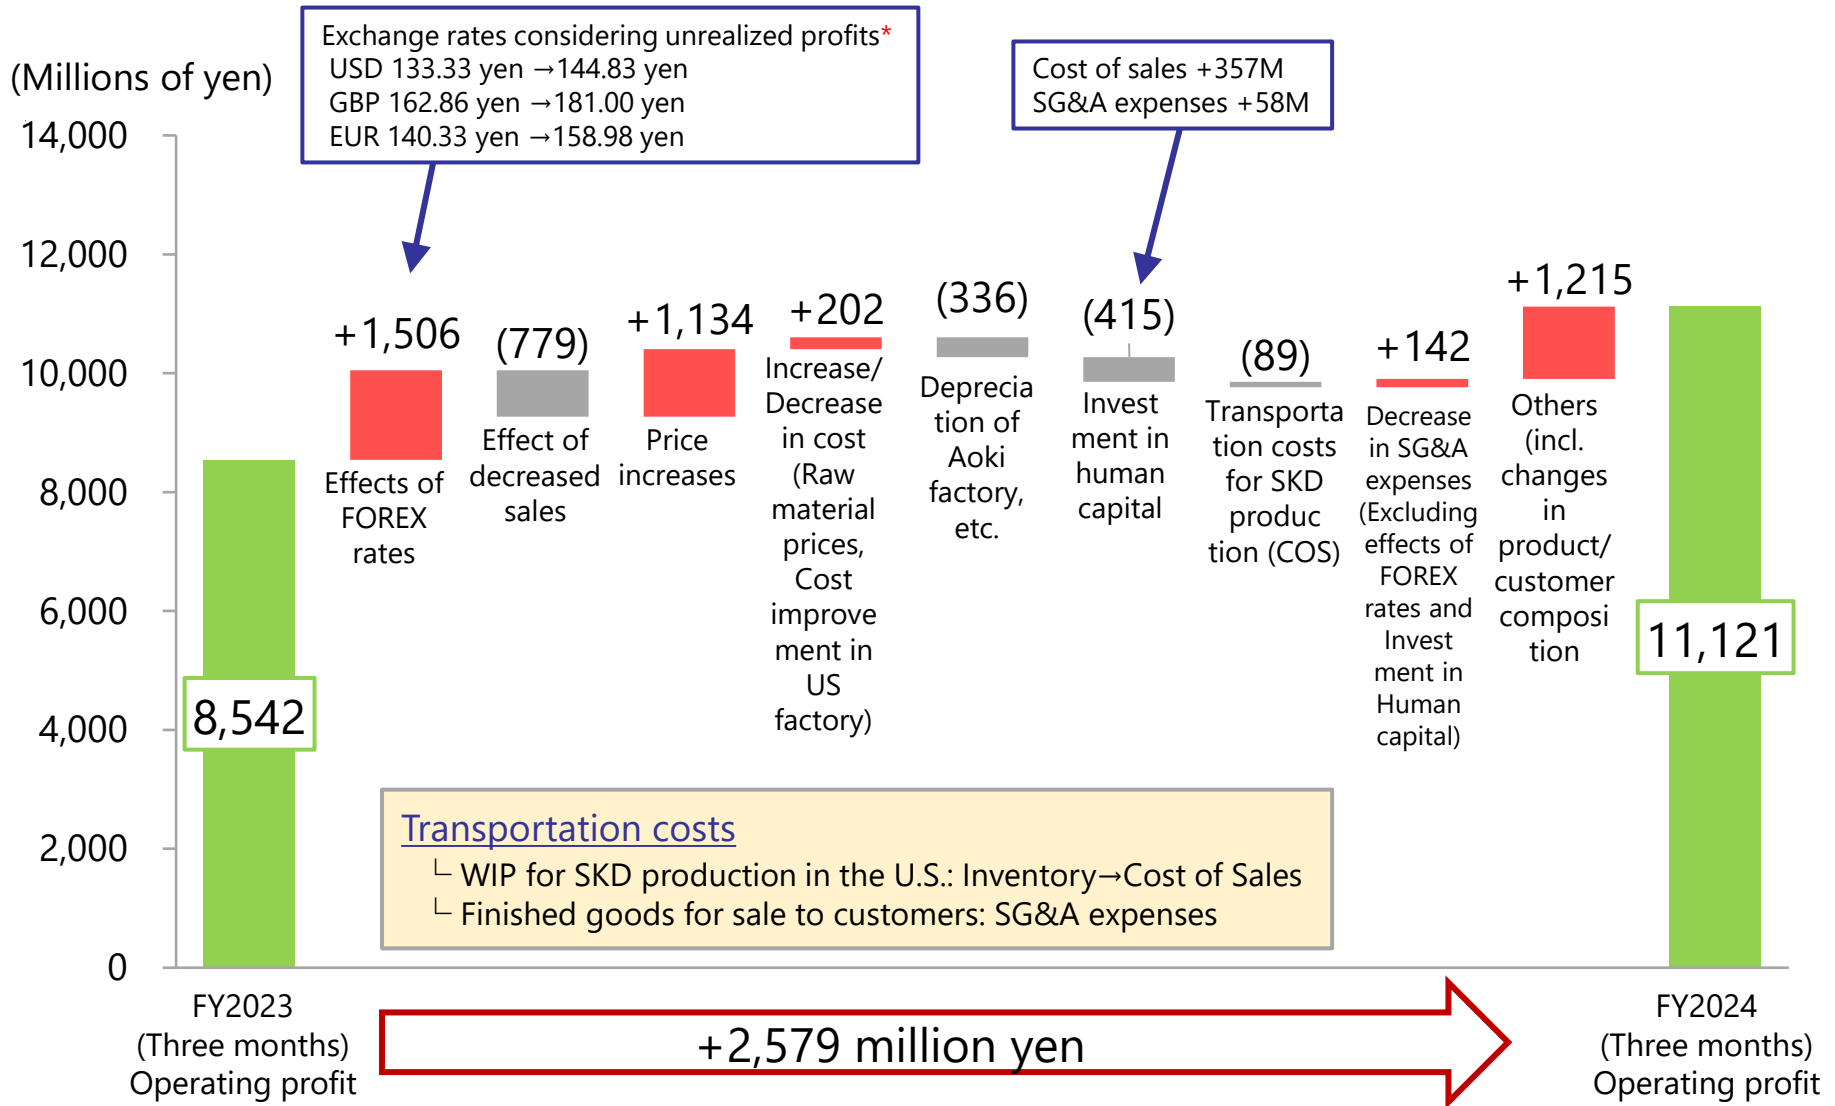 Exchange rates considering unrealized profits*
USD 133.33 yen →144.83 yen
GBP 162.86 yen →181.00 yen
EUR 140.33 yen →158.98 yen
Cost of sales +357M
SG&A expenses +58M
(Millions of yen)
14,000
12,000
10,000
8,000
6,000
4,000
2,000
0
8,542
+1,506
Effects of
FOREX
rates
(779)
Effect of
decreased
sales
+1,134
Price
increases
+202
Increase/
Decrease
in cost
(Raw
material
prices,
Cost
improve
ment in
US
factory)
(336)
Deprecia
tion of
Aoki
factory,
etc.
(415)
Invest
ment in
human
capital
(89)
Transporta
tion costs
for SKD
produc
tion (COS)
+142
Decrease
in SG&A
expenses
(Excluding
effects of
FOREX
rates and
Invest
ment in
Human
capital)
+1,215
Others
(incl.
changes
in
product/
customer
composi
tion
11,121
Transportation costs
└ WIP for SKD production in the U.S.: Inventory→Cost of Sales
└ Finished goods for sale to customers: SG&A expenses
FY2023
(Three months)
Operating profit
+2,579 million yen
FY2024
(Three months)
Operating profit